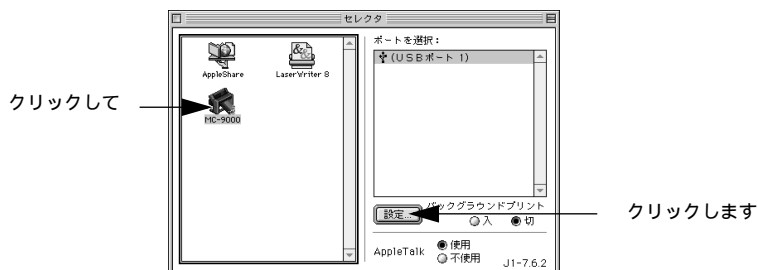 セレクタ
AppleShare
LaserWriter 8
MC-9000
クリックして
ポートを選択：
(USBポート 1)
設定...
バックグラウンドプリント
入
切
クリックします
AppleTalk
使用
不使用
J1-7.6.2